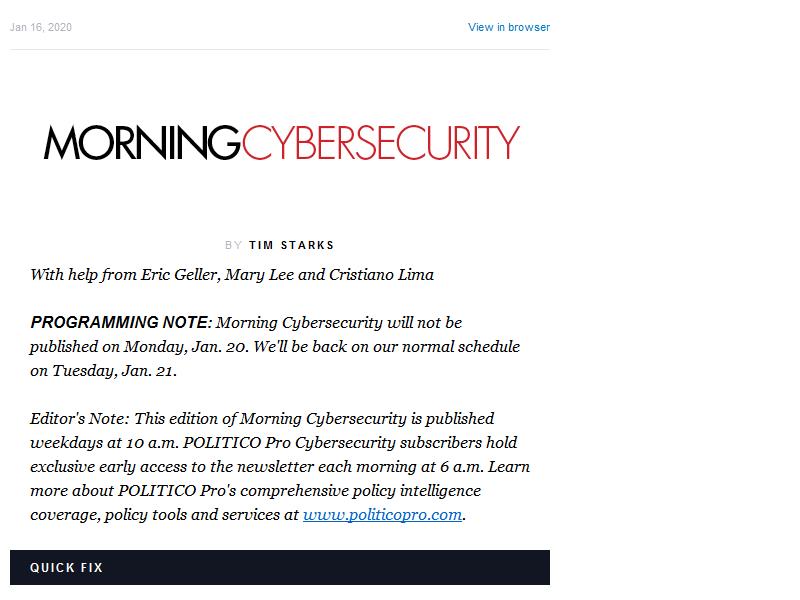 Jan 16, 2020 View in browser
MORNINGCYBERSECURITY
BY TIM STARKS
With help from Eric Geller, Mary Lee and Cristiano Lima
PROGRAMMING NOTE: Morning Cybersecurity will not be
published on Monday, Jan. 20. We'll be back on our normal schedule
on Tuesday, Jan. 21.
Editor's Note: This edition of Morning Cybersecurity is published
weekdays at 10 a.m. POLITICO Pro Cybersecurity subscribers hold
exclusive early access to the newsletter each morning at 6 a.m. Learn
more about POLITICO Pro's comprehensive policy intelligence
coverage, policy tools and services at www.politicopro.com.
QUICK FIX